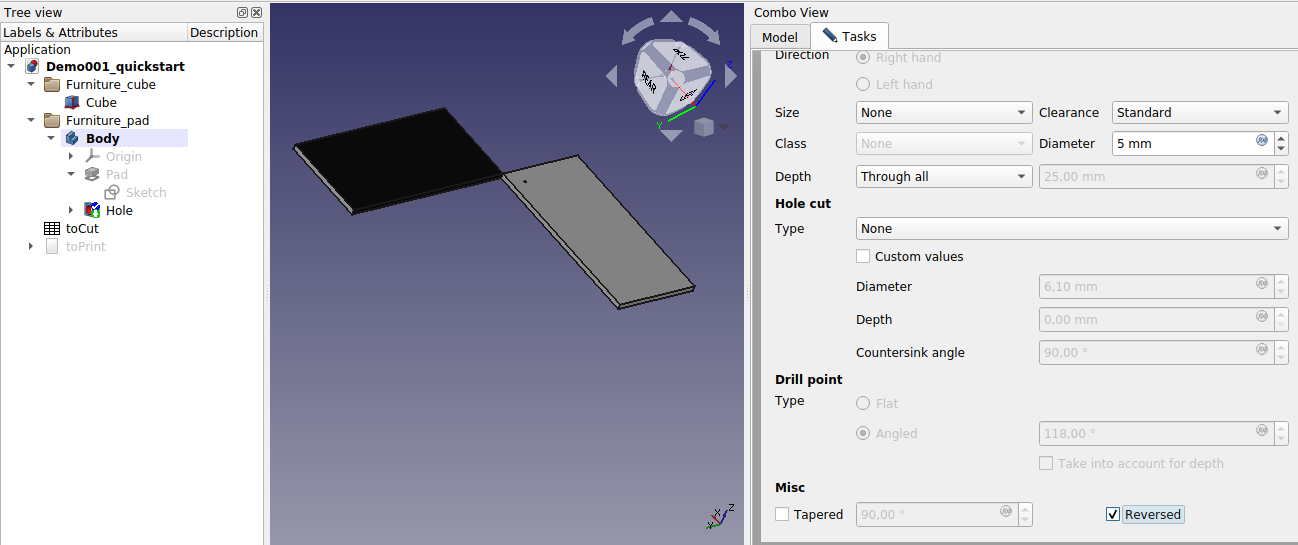 Tree view
Labels & Attributes Description
Application
Demo001_quickstart
Furniture_cube
Cube
Furniture_pad
Body
Origin
Pad
Sketch
Hole
toCut
toPrint
REAR
Z
Y
X
Z
Y
Combo View
Model Tasks
Direction Right hand
Left hand
Size None Clearance Standard
Class None Diameter 5 mm
Depth Through all 25,00 mm
Hole cut
Type None
Custom values
Diameter 6,10 mm
Depth 0,00 mm
Countersink angle 90,00 °
Drill point
Type Flat
Angled 118,00 °
Take into account for depth
Misc
Tapered 90,00 ° Reversed